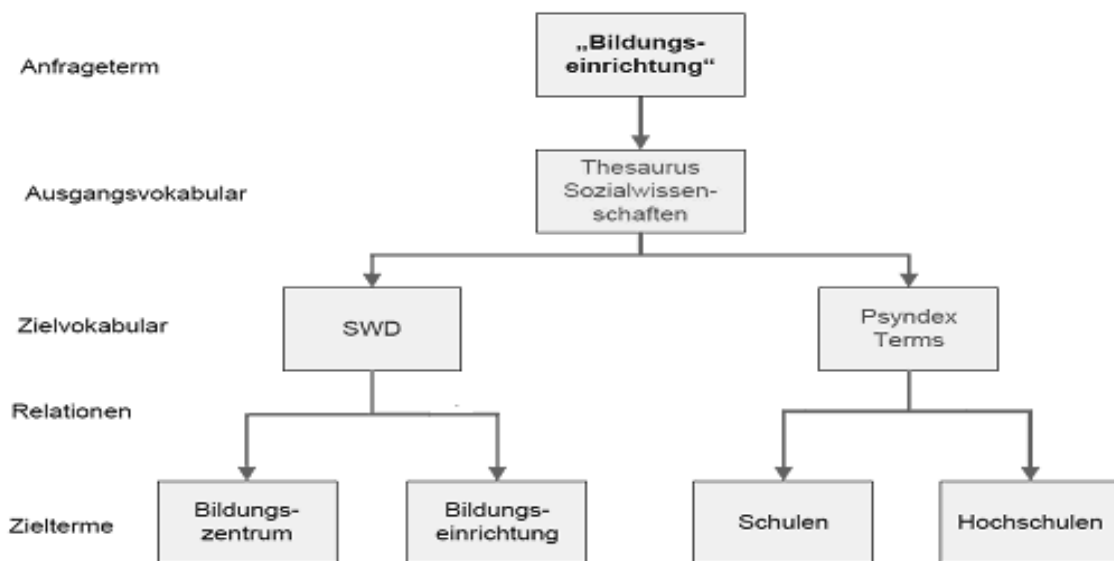 Anfrageterm
„Bildungs-
einrichtung“
Ausgangsvokabular
Thesaurus
Sozialwissen-
schaften
Zielvokabular
SWD
Psyndex
Terms
Relationen
Zielterme
Bildungs-
zentrum
Bildungs-
einrichtung
Schulen
Hochschulen